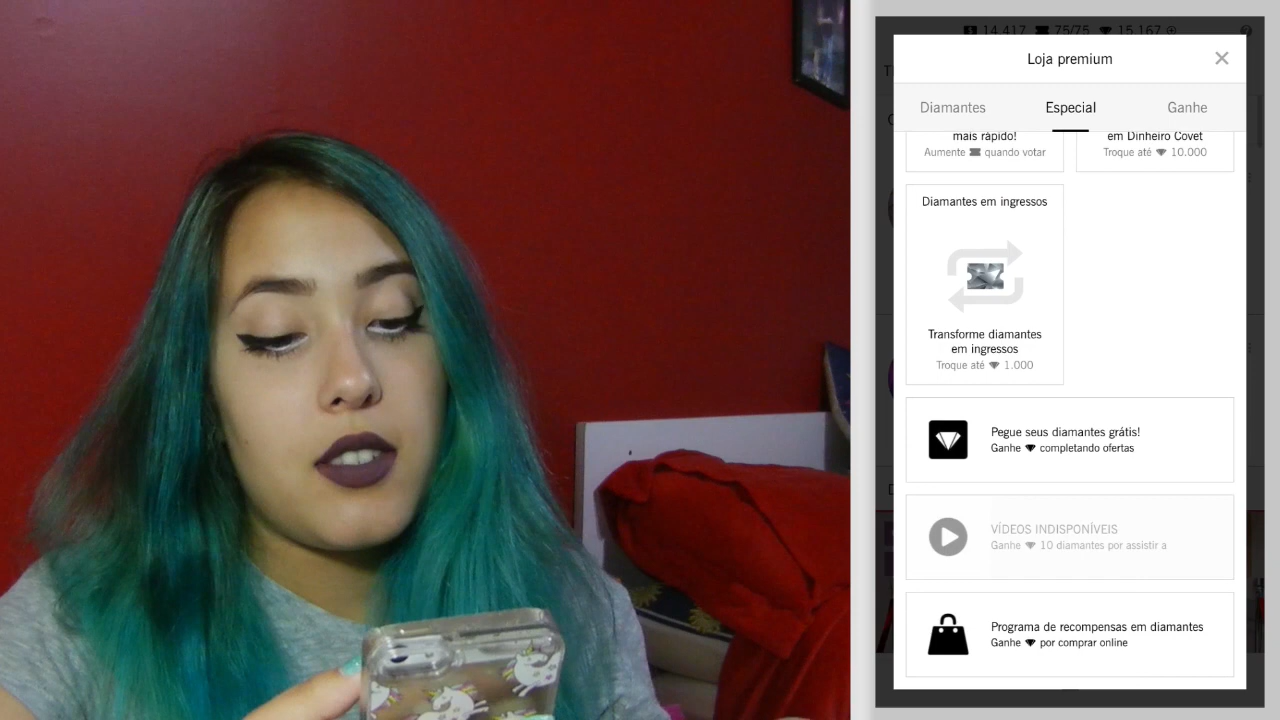 14.417 75/75 15.167
Loja premium
Diamantes Especial Ganhe
mais rápido!
Aumente quando votar
em Dinheiro Covet
Troque até 10.000
Diamantes em ingressos
Transforme diamantes
em ingressos
Troque até 1.000
Pegue seus diamantes grátis!
Ganhe completando ofertas
VÍDEOS INDISPONÍVEIS
Ganhe 10 diamantes por assistir a
Programa de recompensas em diamantes
Ganhe por comprar online